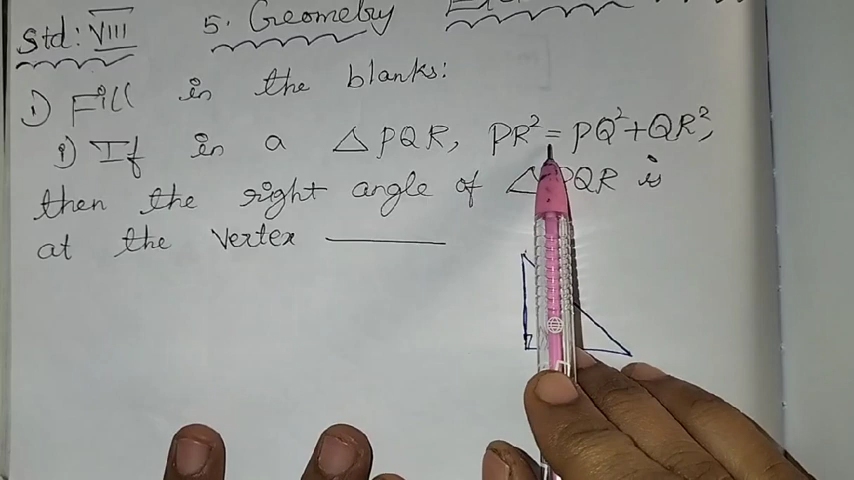 Std: VIII 5. Geometry
1) Fill in the blanks:
i) If in a △PQR, PR² = PQ² + QR²,
then the right angle of △PQR is
at the vertex ________